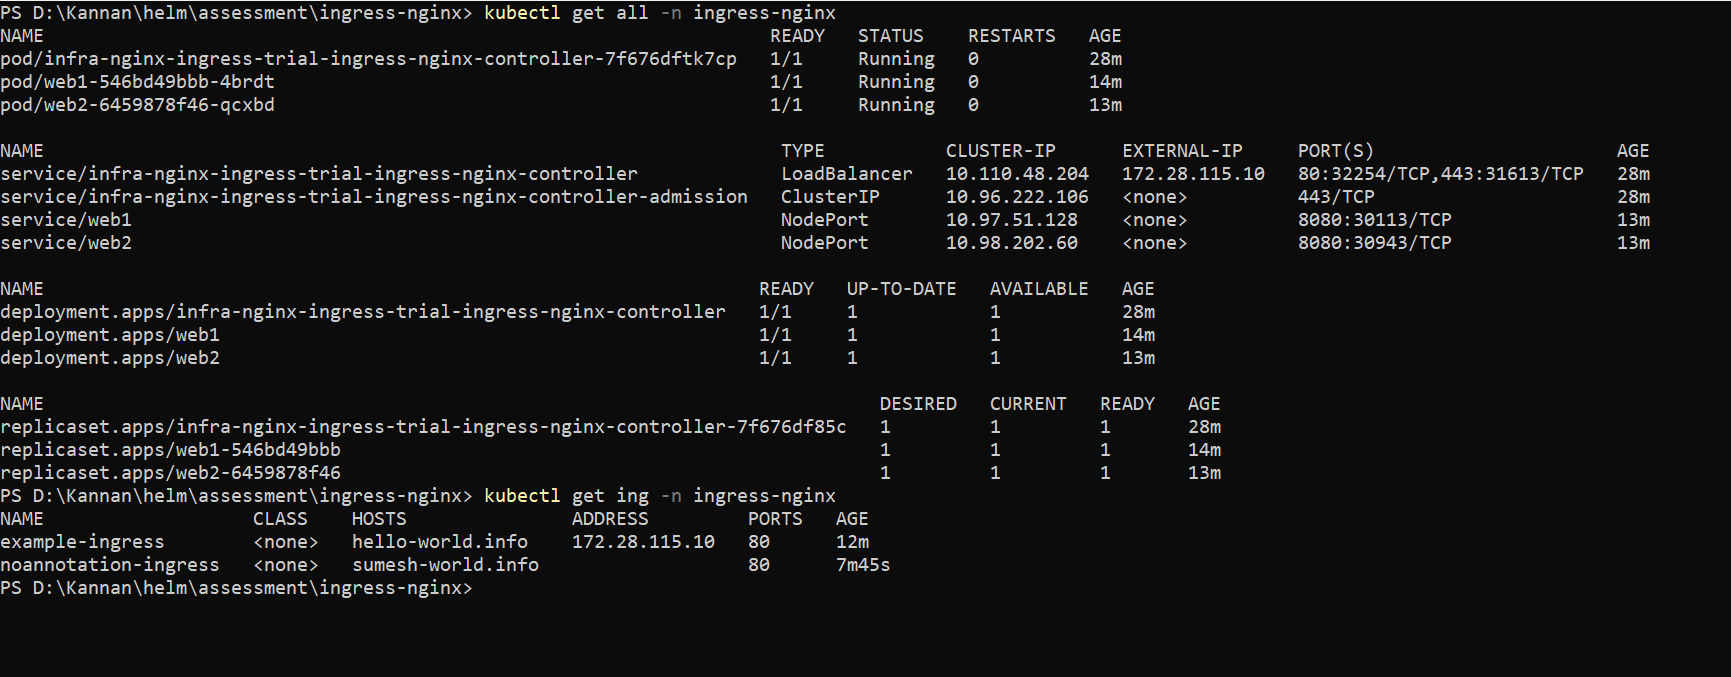 PS D:\Kannan\helm\assessment\ingress-nginx> kubectl get all -n ingress-nginx
NAME READY STATUS RESTARTS AGE
pod/infra-nginx-ingress-trial-ingress-nginx-controller-7f676dftk7cp 1/1 Running 0 28m
pod/web1-546bd49bbb-4brdt 1/1 Running 0 14m
pod/web2-6459878f46-qcxbd 1/1 Running 0 13m
NAME TYPE CLUSTER-IP EXTERNAL-IP PORT(S) AGE
service/infra-nginx-ingress-trial-ingress-nginx-controller LoadBalancer 10.110.48.204 172.28.115.10 80:32254/TCP,443:31613/TCP 28m
service/infra-nginx-ingress-trial-ingress-nginx-controller-admission ClusterIP 10.96.222.106 <none> 443/TCP 28m
service/web1 NodePort 10.97.51.128 <none> 8080:30113/TCP 13m
service/web2 NodePort 10.98.202.60 <none> 8080:30943/TCP 13m
NAME READY UP-TO-DATE AVAILABLE AGE
deployment.apps/infra-nginx-ingress-trial-ingress-nginx-controller 1/1 1 1 28m
deployment.apps/web1 1/1 1 1 14m
deployment.apps/web2 1/1 1 1 13m
NAME DESIRED CURRENT READY AGE
replicaset.apps/infra-nginx-ingress-trial-ingress-nginx-controller-7f676df85c 1 1 1 28m
replicaset.apps/web1-546bd49bbb 1 1 1 14m
replicaset.apps/web2-6459878f46 1 1 1 13m
PS D:\Kannan\helm\assessment\ingress-nginx> kubectl get ing -n ingress-nginx
NAME CLASS HOSTS ADDRESS PORTS AGE
example-ingress <none> hello-world.info 172.28.115.10 80 12m
noannotation-ingress <none> sumesh-world.info 80 7m45s
PS D:\Kannan\helm\assessment\ingress-nginx>